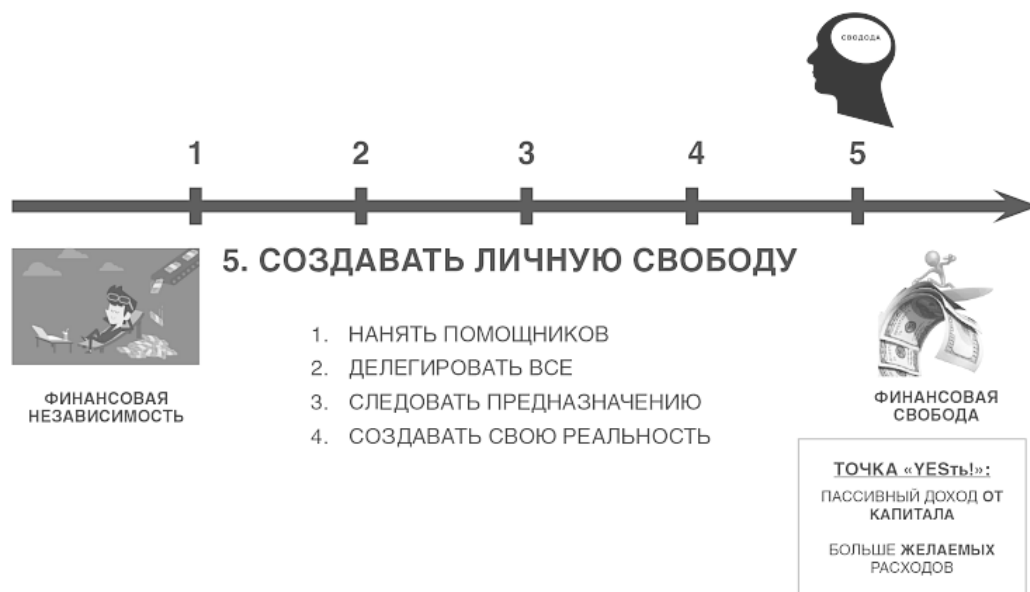 СВОДОДА
1 2 3 4 5
5. СОЗДАВАТЬ ЛИЧНУЮ СВОБОДУ
1. НАНЯТЬ ПОМОЩНИКОВ
2. ДЕЛЕГИРОВАТЬ ВСЕ
3. СЛЕДОВАТЬ ПРЕДНАЗНАЧЕНИЮ
4. СОЗДАВАТЬ СВОЮ РЕАЛЬНОСТЬ
ФИНАНСОВАЯ
НЕЗАВИСИМОСТЬ
ФИНАНСОВАЯ
СВОБОДА
ТОЧКА «YESть!»:
ПАССИВНЫЙ ДОХОД ОТ
КАПИТАЛА
БОЛЬШЕ ЖЕЛАЕМЫХ
РАСХОДОВ